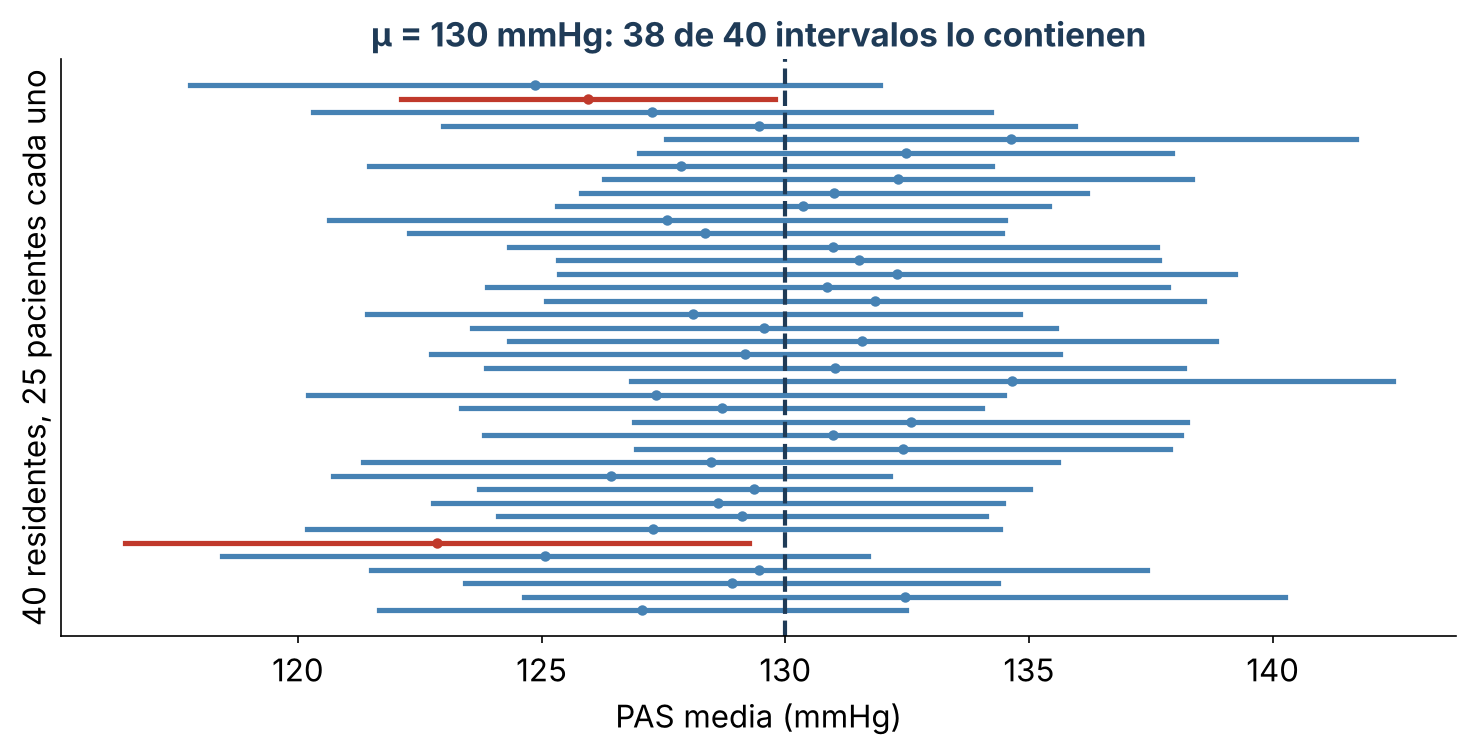 μ = 130 mmHg: 38 de 40 intervalos lo contienen
40 residentes, 25 pacientes cada uno
120 125 130 135 140
PAS media (mmHg)